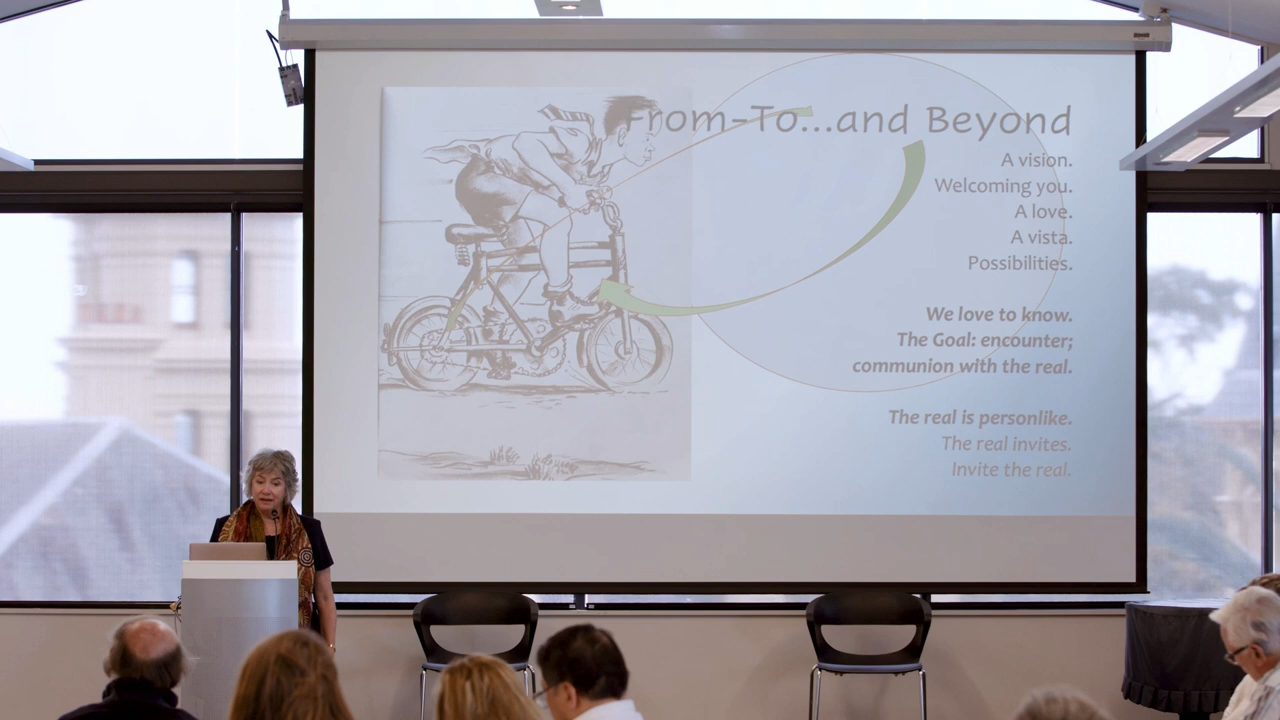 From-To...and Beyond
A vision.
Welcoming you.
A love.
A vista.
Possibilities.
We love to know.
The Goal: encounter;
communion with the real.
The real is personlike.
The real invites.
Invite the real.